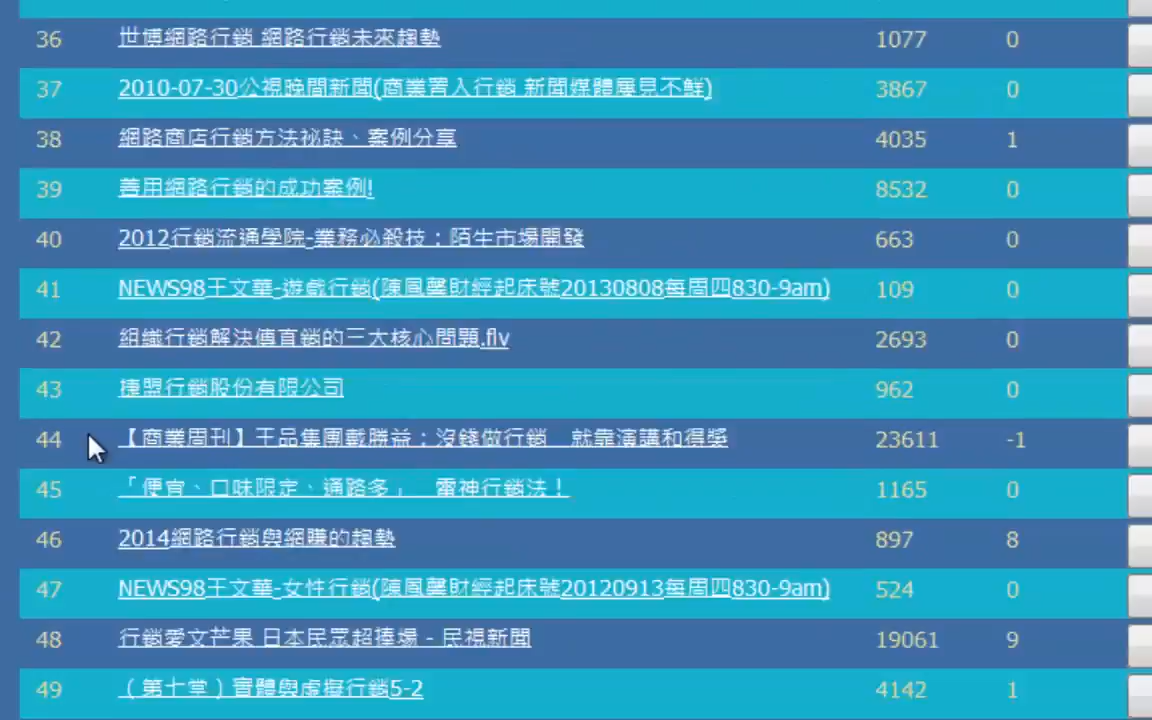 36 世博網路行銷 網路行銷未來趨勢 1077 0
37 2010-07-30公視晚間新聞(商業置入行銷 新聞媒體屢見不鮮) 3867 0
38 網路商店行銷方法祕訣、案例分享 4035 1
39 善用網路行銷的成功案例! 8532 0
40 2012行銷流通學院-業務必殺技：陌生市場開發 663 0
41 NEWS98王文華-遊戲行銷(陳鳳馨財經起床號20130808每周四830-9am) 109 0
42 組織行銷解決傳直銷的三大核心問題.flv 2693 0
43 捷盟行銷股份有限公司 962 0
44 【商業周刊】王品集團戴勝益：沒錢做行銷　就靠演講和得獎 23611 -1
45 「便宜、口味限定、通路多」　雷神行銷法！ 1165 0
46 2014網路行銷與網賺的趨勢 897 8
47 NEWS98王文華-女性行銷(陳鳳馨財經起床號20120913每周四830-9am) 524 0
48 行銷愛文芒果 日本民眾超捧場 - 民視新聞 19061 9
49 （第十堂）實體與虛擬行銷5-2 4142 1